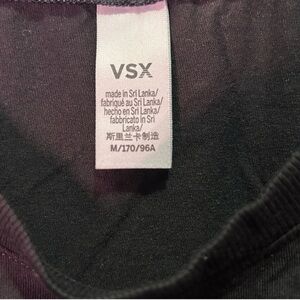 VSX
made in Sri Lanka/
fabriqué au Sri Lanka/
hecho en Sri Lanka/
fabbricato in Sri
Lanka/
斯里兰卡制造
M/170/96A